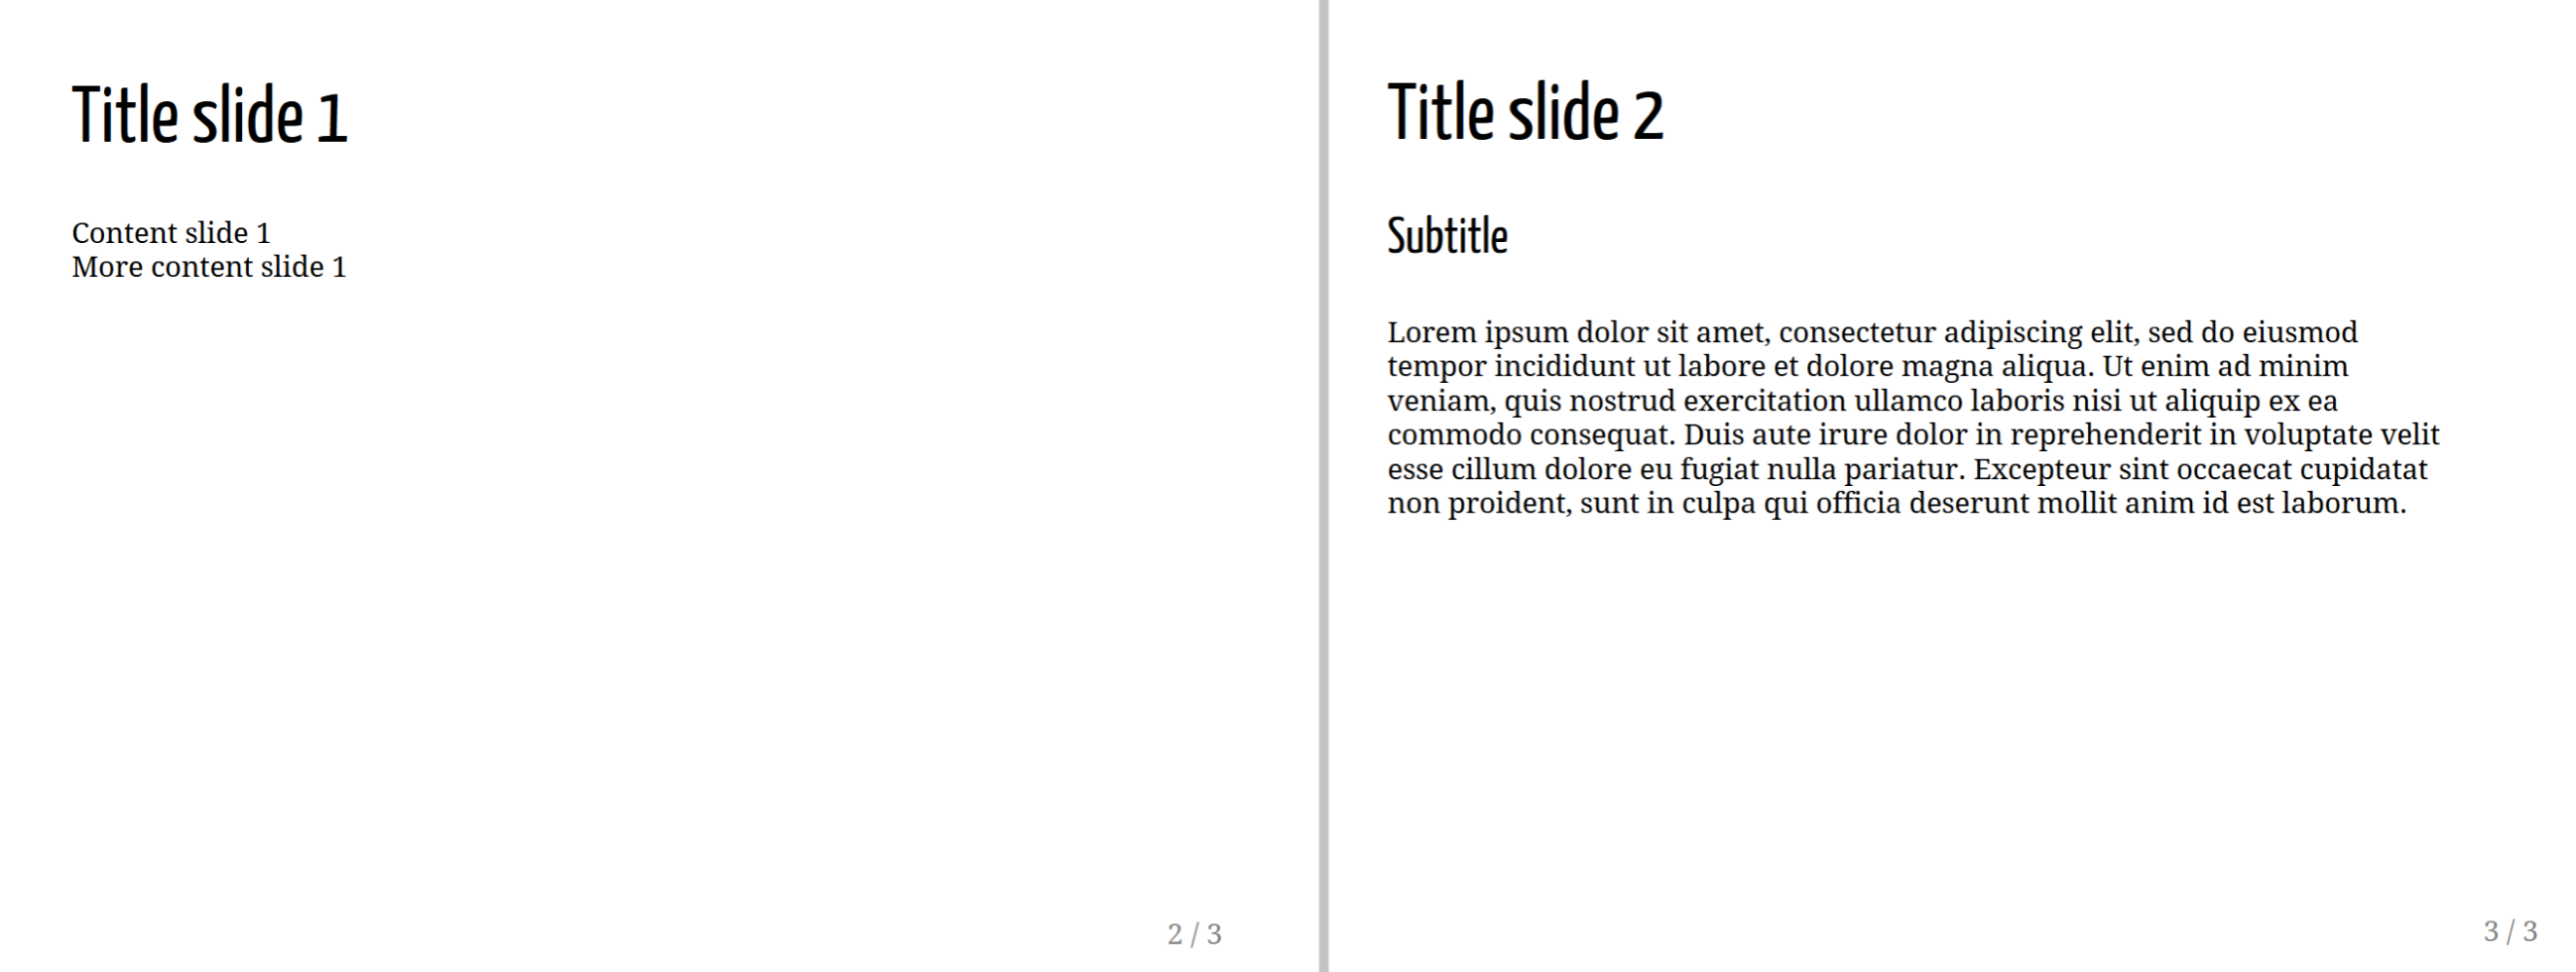 Title slide 1
Content slide 1
More content slide 1
2 / 3
Title slide 2
Subtitle
Lorem ipsum dolor sit amet, consectetur adipiscing elit, sed do eiusmod
tempor incididunt ut labore et dolore magna aliqua. Ut enim ad minim
veniam, quis nostrud exercitation ullamco laboris nisi ut aliquip ex ea
commodo consequat. Duis aute irure dolor in reprehenderit in voluptate velit
esse cillum dolore eu fugiat nulla pariatur. Excepteur sint occaecat cupidatat
non proident, sunt in culpa qui officia deserunt mollit anim id est laborum.
3 / 3